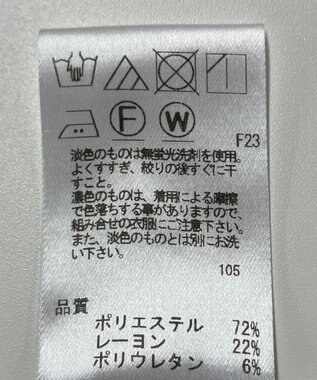 F W
F23
淡色のものは無蛍光洗剤を使用。
よくすすぎ、絞りの後すぐに干
すこと。
濃色のものは、着用による摩擦
で色落ちする事がありますので、
組み合せの衣服にご注意下さい。
また、淡色のものとは別にお洗
い下さい。
105
品質
ポリエステル 72%
レーヨン 22%
ポリウレタン 6%